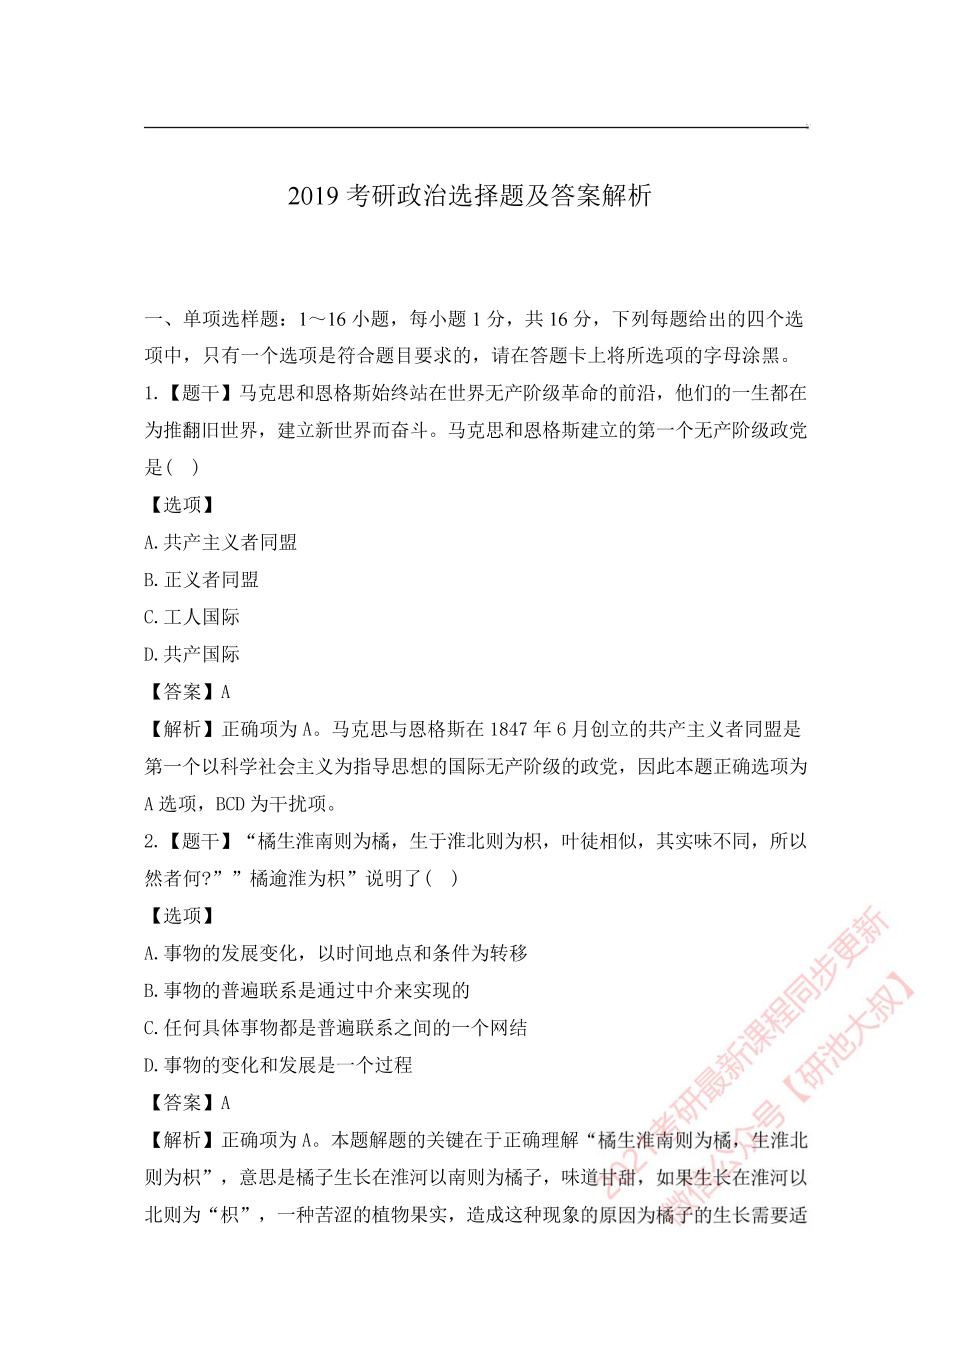 2019 考研政治选择题及答案解析
一、单项选样题：1～16 小题，每小题 1 分，共 16 分，下列每题给出的四个选
项中，只有一个选项是符合题目要求的，请在答题卡上将所选项的字母涂黑。
1.【题干】马克思和恩格斯始终站在世界无产阶级革命的前沿，他们的一生都在
为推翻旧世界，建立新世界而奋斗。马克思和恩格斯建立的第一个无产阶级政党
是( )
【选项】
A.共产主义者同盟
B.正义者同盟
C.工人国际
D.共产国际
【答案】A
【解析】正确项为 A。马克思与恩格斯在 1847 年 6 月创立的共产主义者同盟是
第一个以科学社会主义为指导思想的国际无产阶级的政党，因此本题正确选项为
A 选项，BCD 为干扰项。
2.【题干】“橘生淮南则为橘，生于淮北则为枳，叶徒相似，其实味不同，所以
然者何?””橘逾淮为枳”说明了( )
【选项】
A.事物的发展变化，以时间地点和条件为转移
B.事物的普遍联系是通过中介来实现的
C.任何具体事物都是普遍联系之间的一个网结
D.事物的变化和发展是一个过程
【答案】A
【解析】正确项为 A。本题解题的关键在于正确理解“橘生淮南则为橘，生淮北
则为枳”，意思是橘子生长在淮河以南则为橘子，味道甘甜，如果生长在淮河以
北则为“枳”，一种苦涩的植物果实，造成这种现象的原因为橘子的生长需要适
2021考研最新课程同步更新
微信公众号【研池大叔】